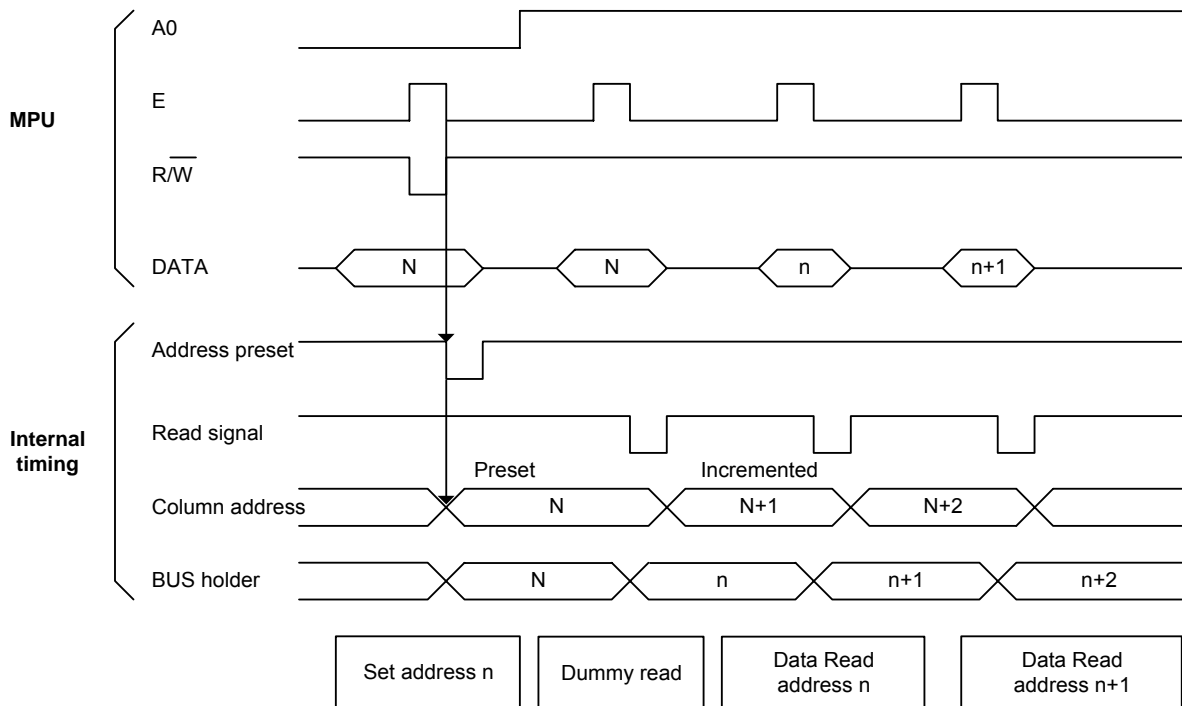 A0
E
MPU
R/W
DATA
N
N
n
n+1
Address preset
Read signal
Internal
timing
Preset
Incremented
Column address
N
N+1
N+2
BUS holder
N
n
n+1
n+2
Set address n
Dummy read
Data Read
address n
Data Read
address n+1